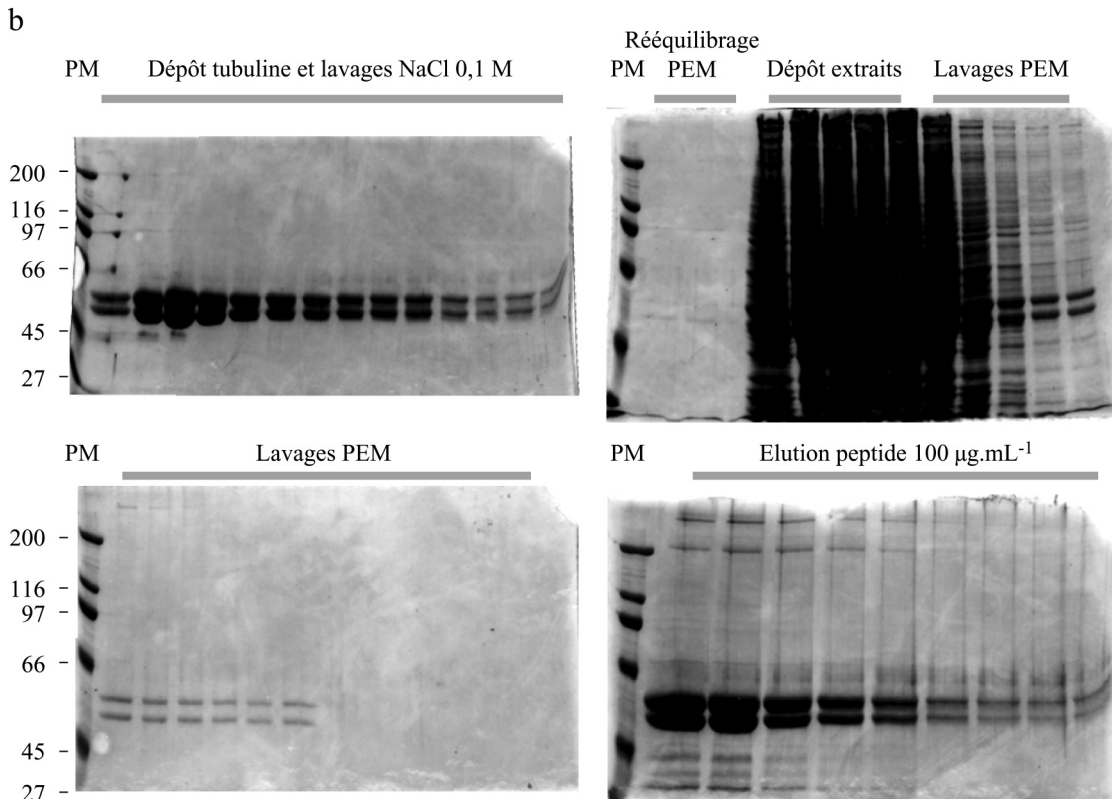 b
PM Dépôt tubuline et lavages NaCl 0,1 M
200
116
97
66
45
27
Rééquilibrage
PM PEM Dépôt extraits Lavages PEM
PM Lavages PEM
200
116
97
66
45
27
PM Elution peptide 100 µg.mL-1